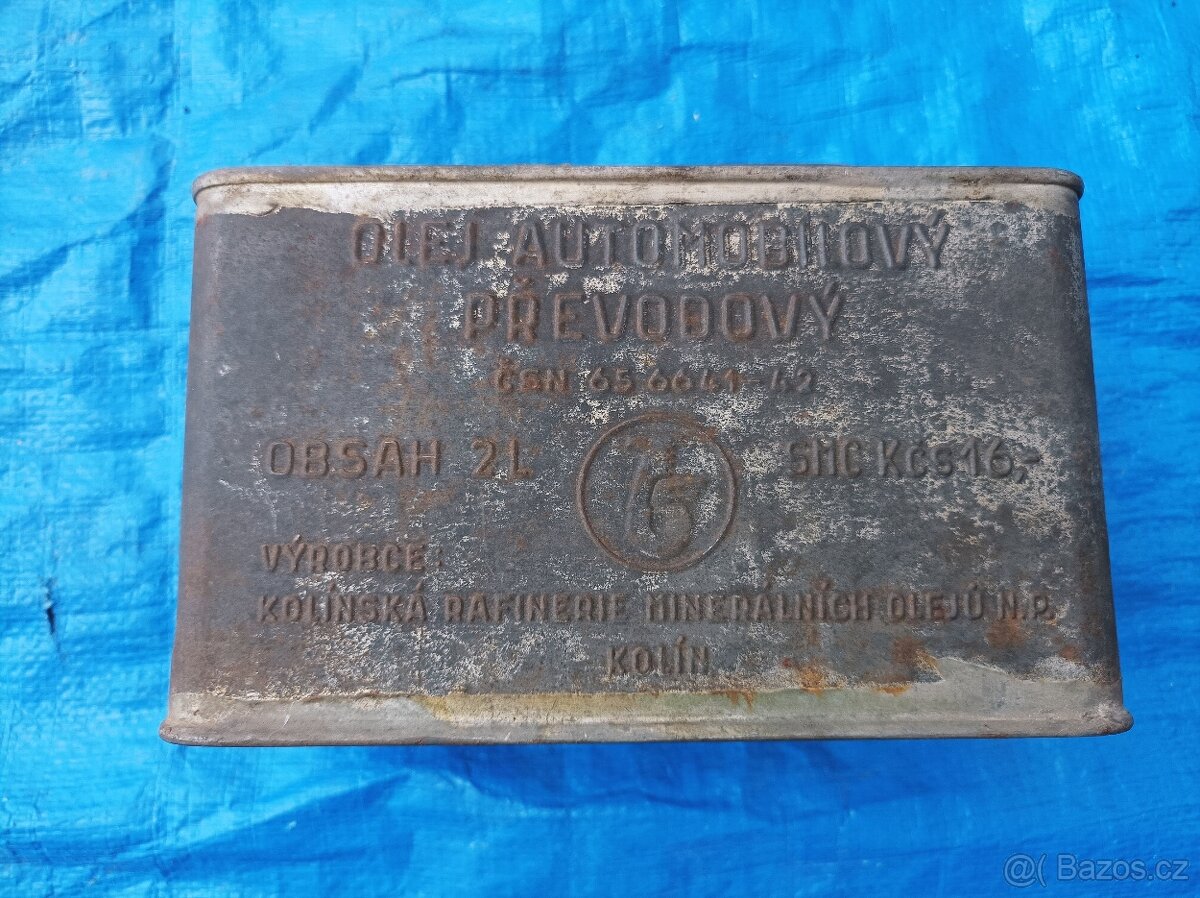 OLEJ AUTOMOBILOVÝ
PŘEVODOVÝ
ČSN 65 6641-42
OBSAH 2L SMC Kčs 16,-
VÝROBCE:
KOLÍNSKÁ RAFINERIE MINERÁLNÍCH OLEJŮ N.P.
KOLÍN
@( Bazos.cz